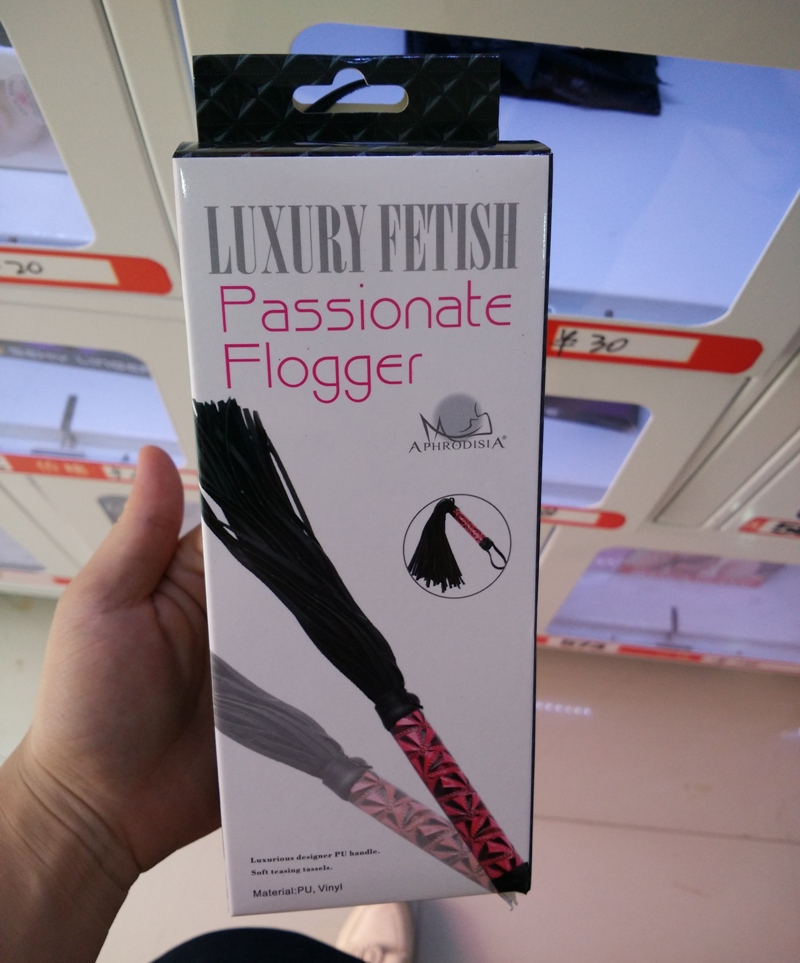 LUXURY FETISH
Passionate
Flogger
APHRODISIA®
Luxurious designer PU handle.
Soft teasing tassels.
Material:PU, Vinyl
20
¥ 30